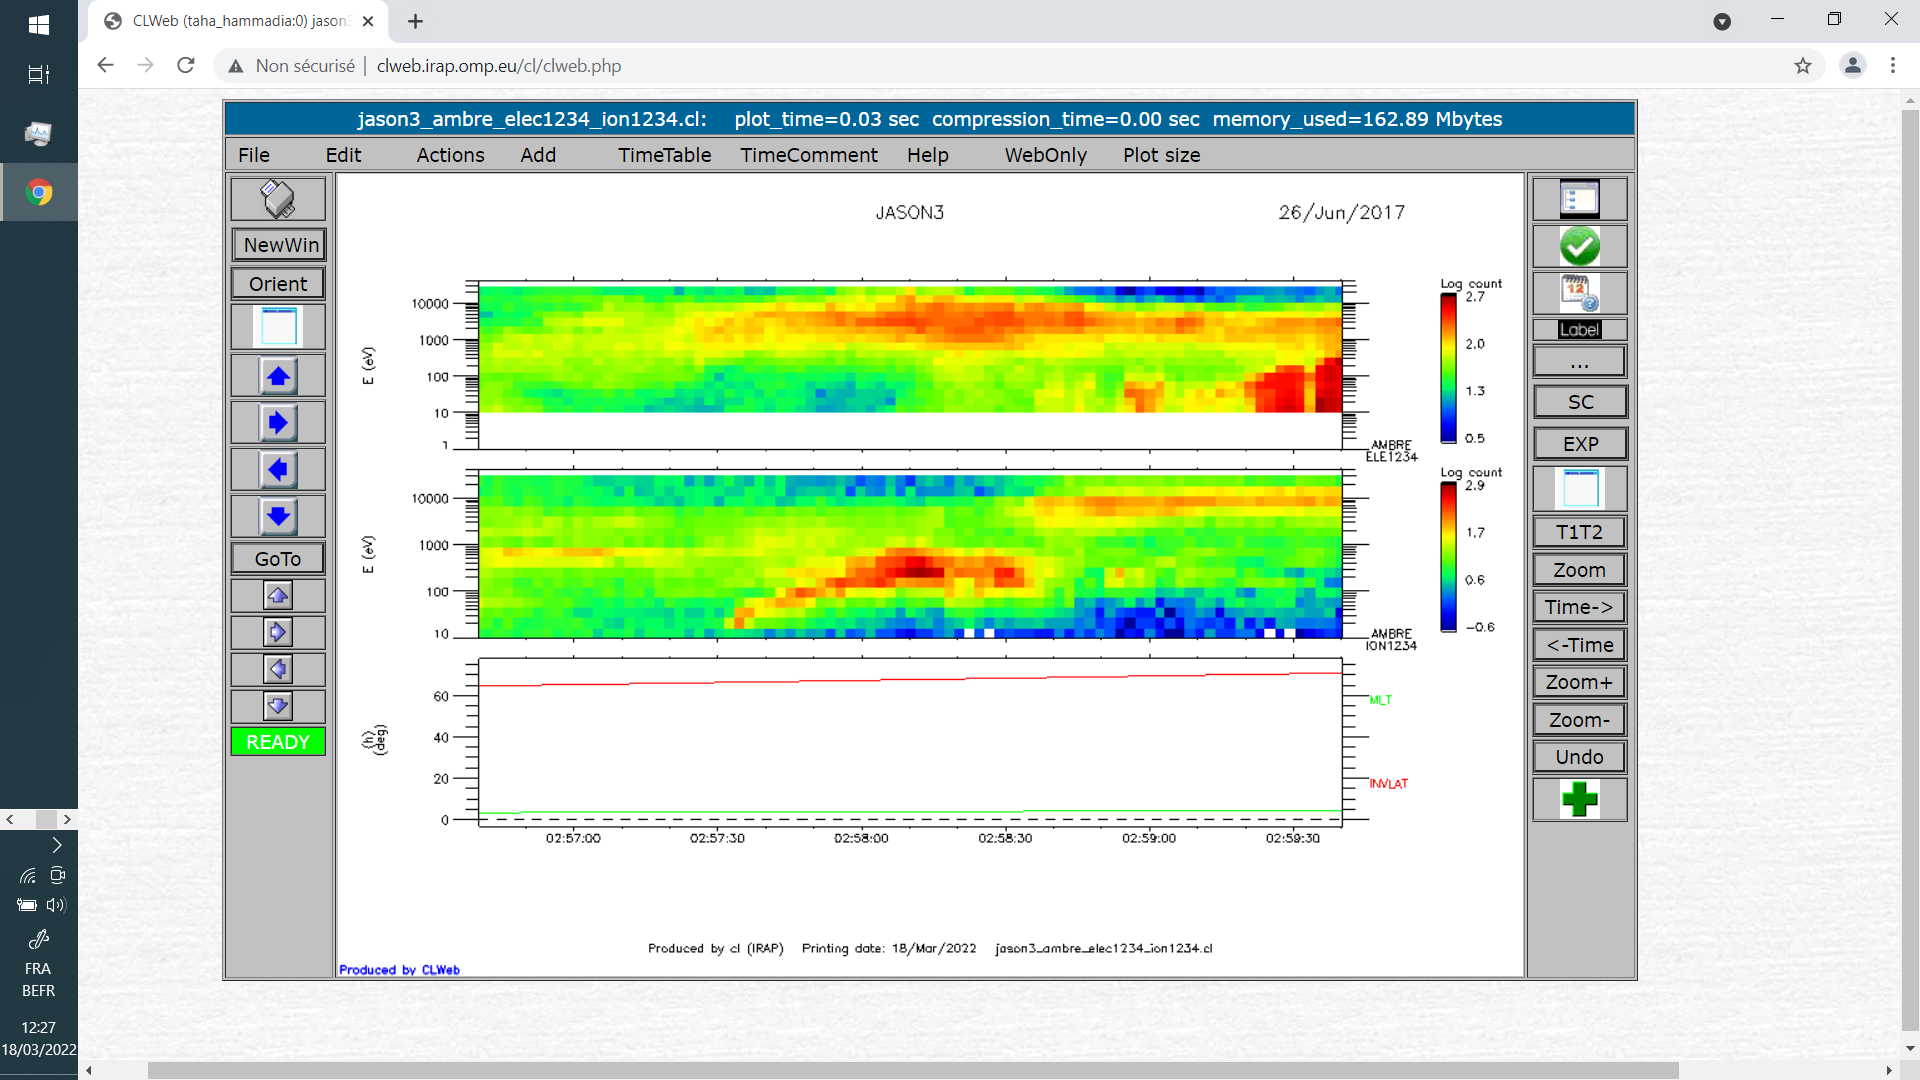 CLWeb (taha_hammadia:0) jason3
Non sécurisé | clweb.irap.omp.eu/cl/clweb.php
jason3_ambre_elec1234_ion1234.cl: plot_time=0.03 sec compression_time=0.00 sec memory_used=162.89 Mbytes
File Edit Actions Add TimeTable TimeComment Help WebOnly Plot size
NewWin
Orient
GoTo
READY
JASON3 26/Jun/2017
E (eV)
10000
1000
100
10
1
AMBRE
ELE1234
Log count
2.7
2.0
1.3
0.5
E (eV)
10000
1000
100
10
AMBRE
ION1234
Log count
2.9
1.7
0.6
-0.6
(h)
(deg)
60
40
20
0
MLT
INVLAT
02:57:00 02:57:30 02:58:00 02:58:30 02:59:00 02:59:30
Produced by cl (IRAP) Printing date: 18/Mar/2022 jason3_ambre_elec1234_ion1234.cl
Produced by CLWeb
12
Label
...
SC
EXP
T1T2
Zoom
Time->
<-Time
Zoom+
Zoom-
Undo
FRA
BEFR
12:27
18/03/2022